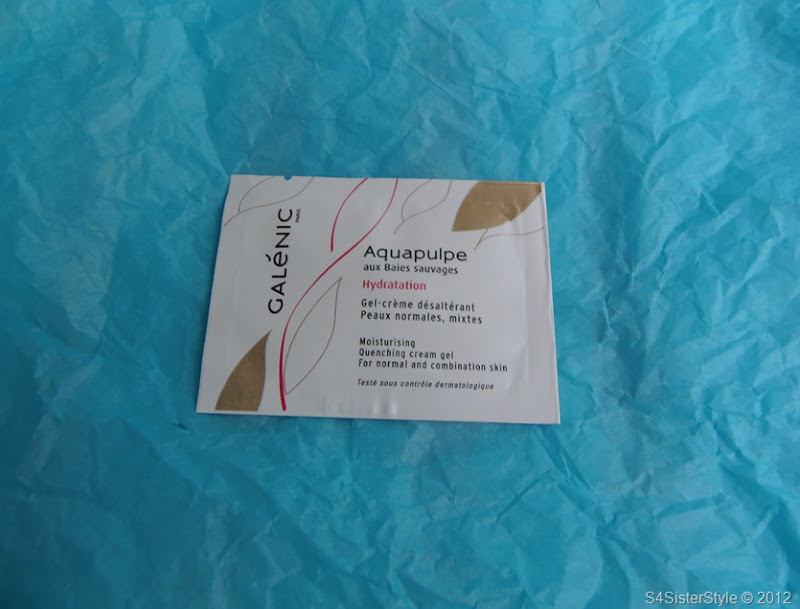 GALéNIC
PARIS
Aquapulpe
aux Baies sauvages
Hydratation
Gel-crème désaltérant
Peaux normales, mixtes
Moisturising
Quenching cream gel
For normal and combination skin
Testé sous contrôle dermatologique
S4SisterStyle © 2012